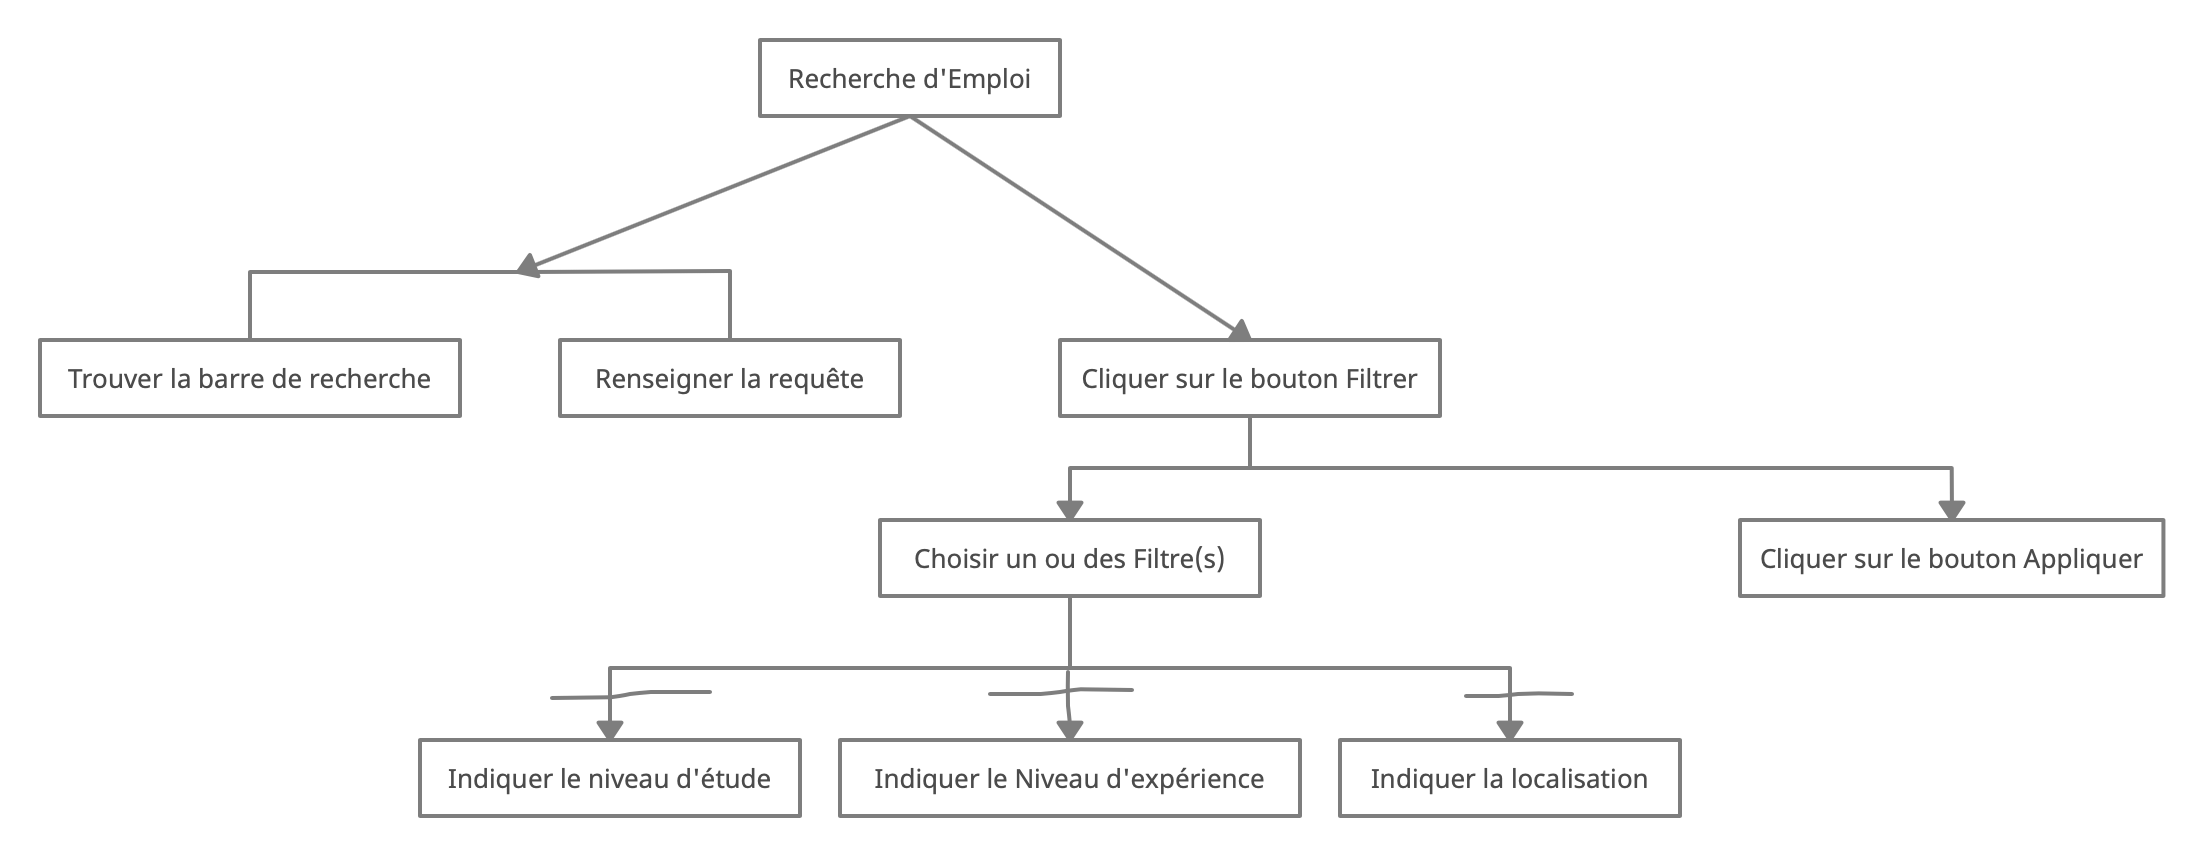 Recherche d'Emploi
Trouver la barre de recherche
Renseigner la requête
Cliquer sur le bouton Filtrer
Choisir un ou des Filtre(s)
Cliquer sur le bouton Appliquer
Indiquer le niveau d'étude
Indiquer le Niveau d'expérience
Indiquer la localisation